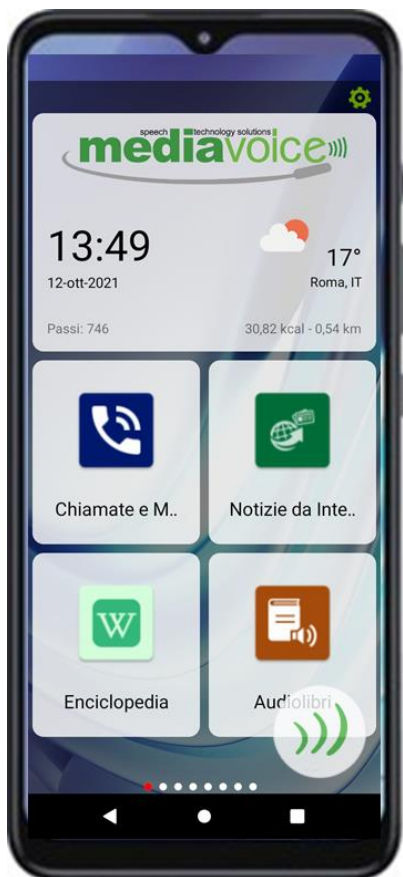 speech technology solutions
mediavoice
13:49
17°
12-ott-2021
Roma, IT
Passi: 746
30,82 kcal - 0,54 km
Chiamate e M..
Notizie da Inte..
W
Enciclopedia
Audiolibri